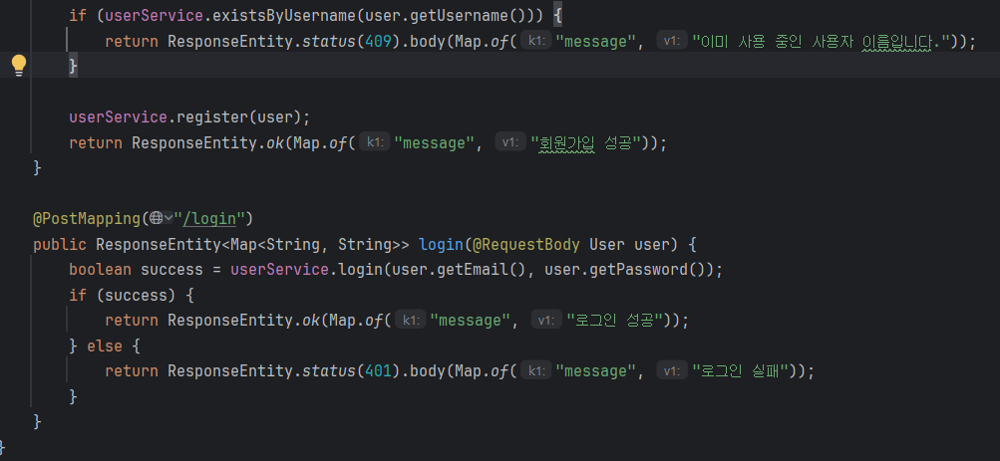 if (userService.existsByUsername(user.getUsername())) {
return ResponseEntity.status(409).body(Map.of( k1: "message", v1: "이미 사용 중인 사용자 이름입니다."));
}
userService.register(user);
return ResponseEntity.ok(Map.of( k1: "message", v1: "회원가입 성공"));
}
@PostMapping("/login")
public ResponseEntity<Map<String, String>> login(@RequestBody User user) {
boolean success = userService.login(user.getEmail(), user.getPassword());
if (success) {
return ResponseEntity.ok(Map.of( k1: "message", v1: "로그인 성공"));
} else {
return ResponseEntity.status(401).body(Map.of( k1: "message", v1: "로그인 실패"));
}
}
}